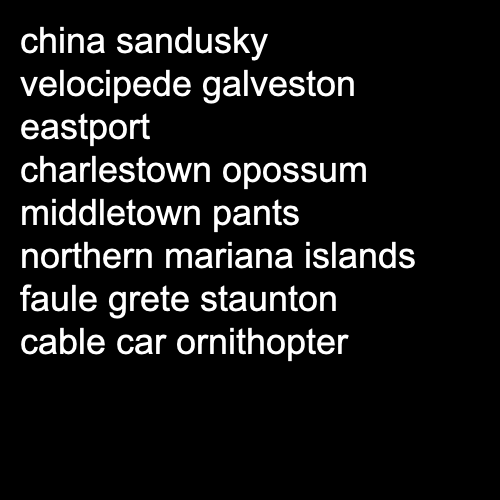 china sandusky
velocipede galveston
eastport
charlestown opossum
middletown pants
northern mariana islands
faule grete staunton
cable car ornithopter